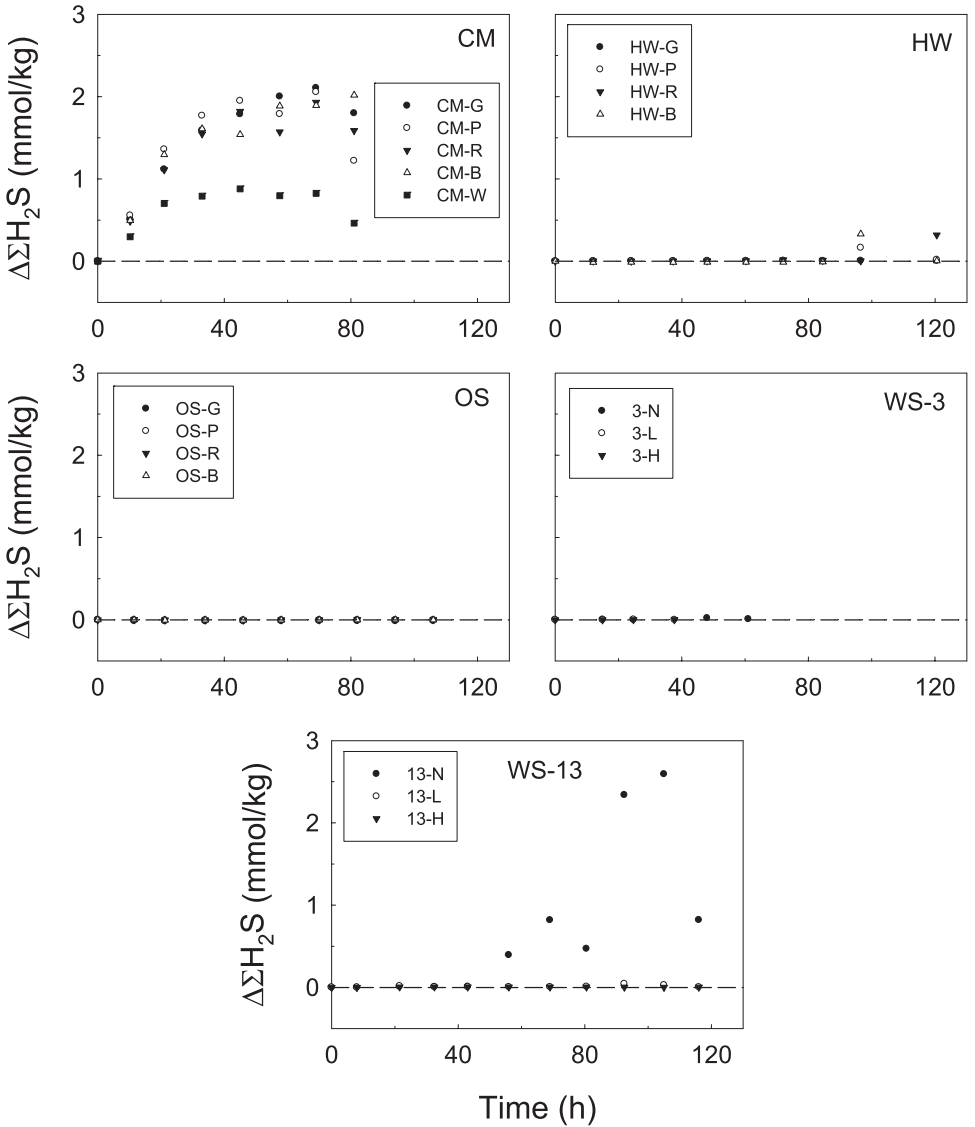 CM
ΔΣH₂S (mmol/kg)
3
2
1
0
CM-G
CM-P
CM-R
CM-B
CM-W
0 40 80 120
HW
HW-G
HW-P
HW-R
HW-B
0 40 80 120
OS
ΔΣH₂S (mmol/kg)
3
2
1
0
OS-G
OS-P
OS-R
OS-B
0 40 80 120
WS-3
3-N
3-L
3-H
0 40 80 120
WS-13
ΔΣH₂S (mmol/kg)
3
2
1
0
13-N
13-L
13-H
0 40 80 120
Time (h)